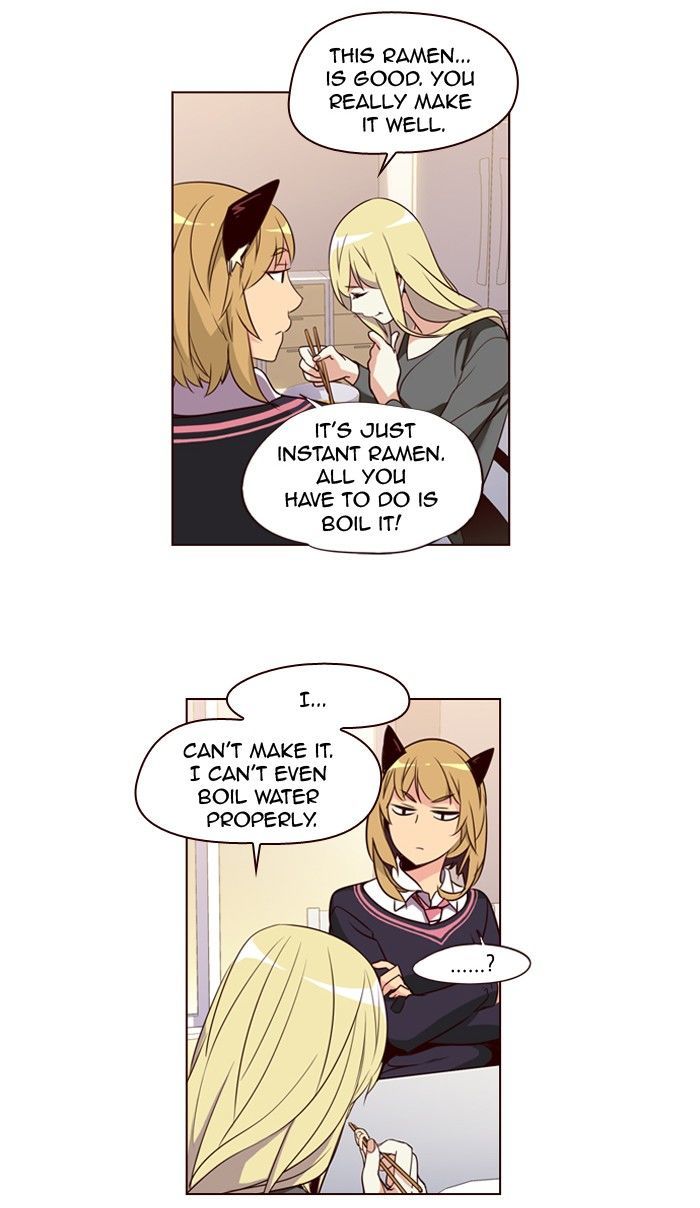 THIS RAMEN...
IS GOOD. YOU
REALLY MAKE
IT WELL.
IT'S JUST
INSTANT RAMEN.
ALL YOU
HAVE TO DO IS
BOIL IT!
I...
CAN'T MAKE IT.
I CAN'T EVEN
BOIL WATER
PROPERLY.
......?